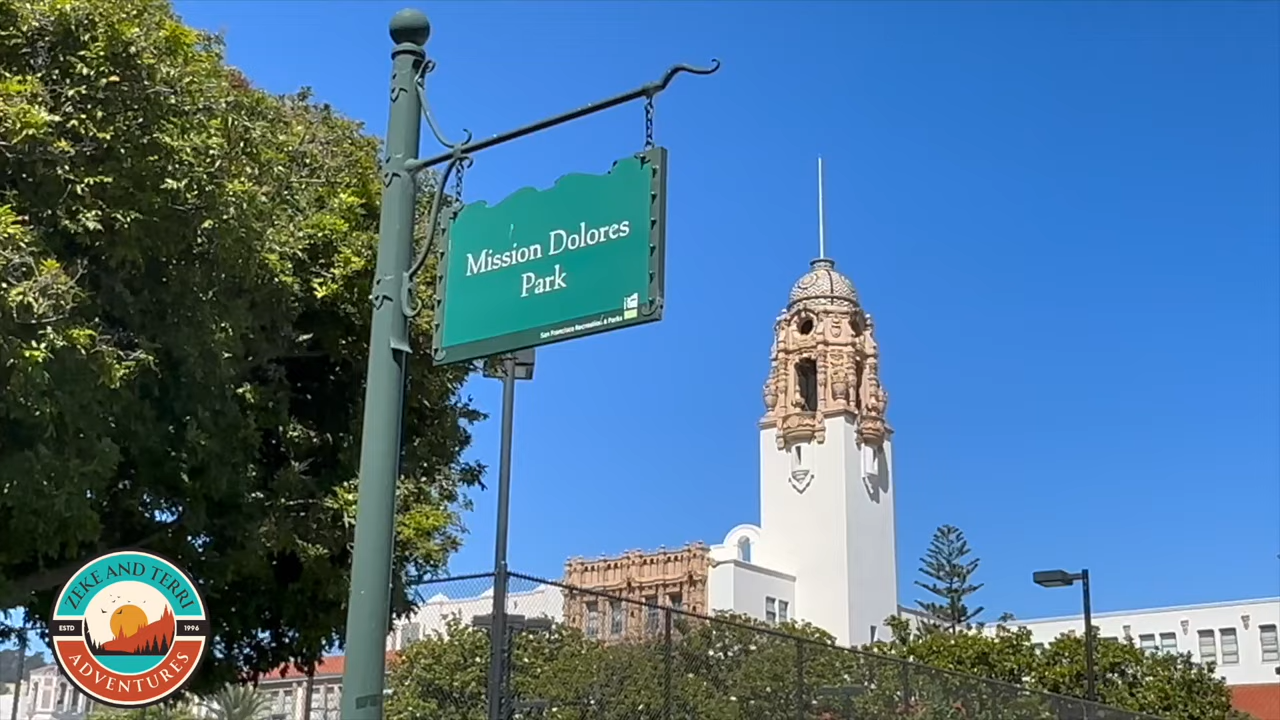 Mission Dolores
Park
San Francisco Recreation & Parks
ZEKE AND TERRI
ESTD 1996
ADVENTURES